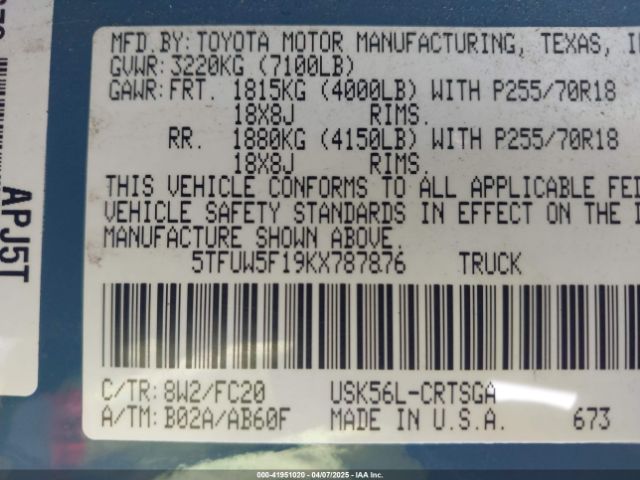 MFD.BY:TOYOTA MOTOR MANUFACTURING, TEXAS,
GVWR:3220KG (7100LB)
GAWR:FRT. 1815KG (4000LB) WITH P255/70R18
18X8J RIMS.
RR. 1880KG (4150LB) WITH P255/70R18
18X8J RIMS.
THIS VEHICLE CONFORMS TO ALL APPLICABLE FED
VEHICLE SAFETY STANDARDS IN EFFECT ON THE
MANUFACTURE SHOWN ABOVE.
5TFUW5F19KX787876 TRUCK
C/TR:8W2/FC20 USK56L-CRTSGA
A/TM:B02A/AB60F MADE IN U.S.A. 673
APJ5T
000-41951020 - 04/07/2025 - IAA Inc.